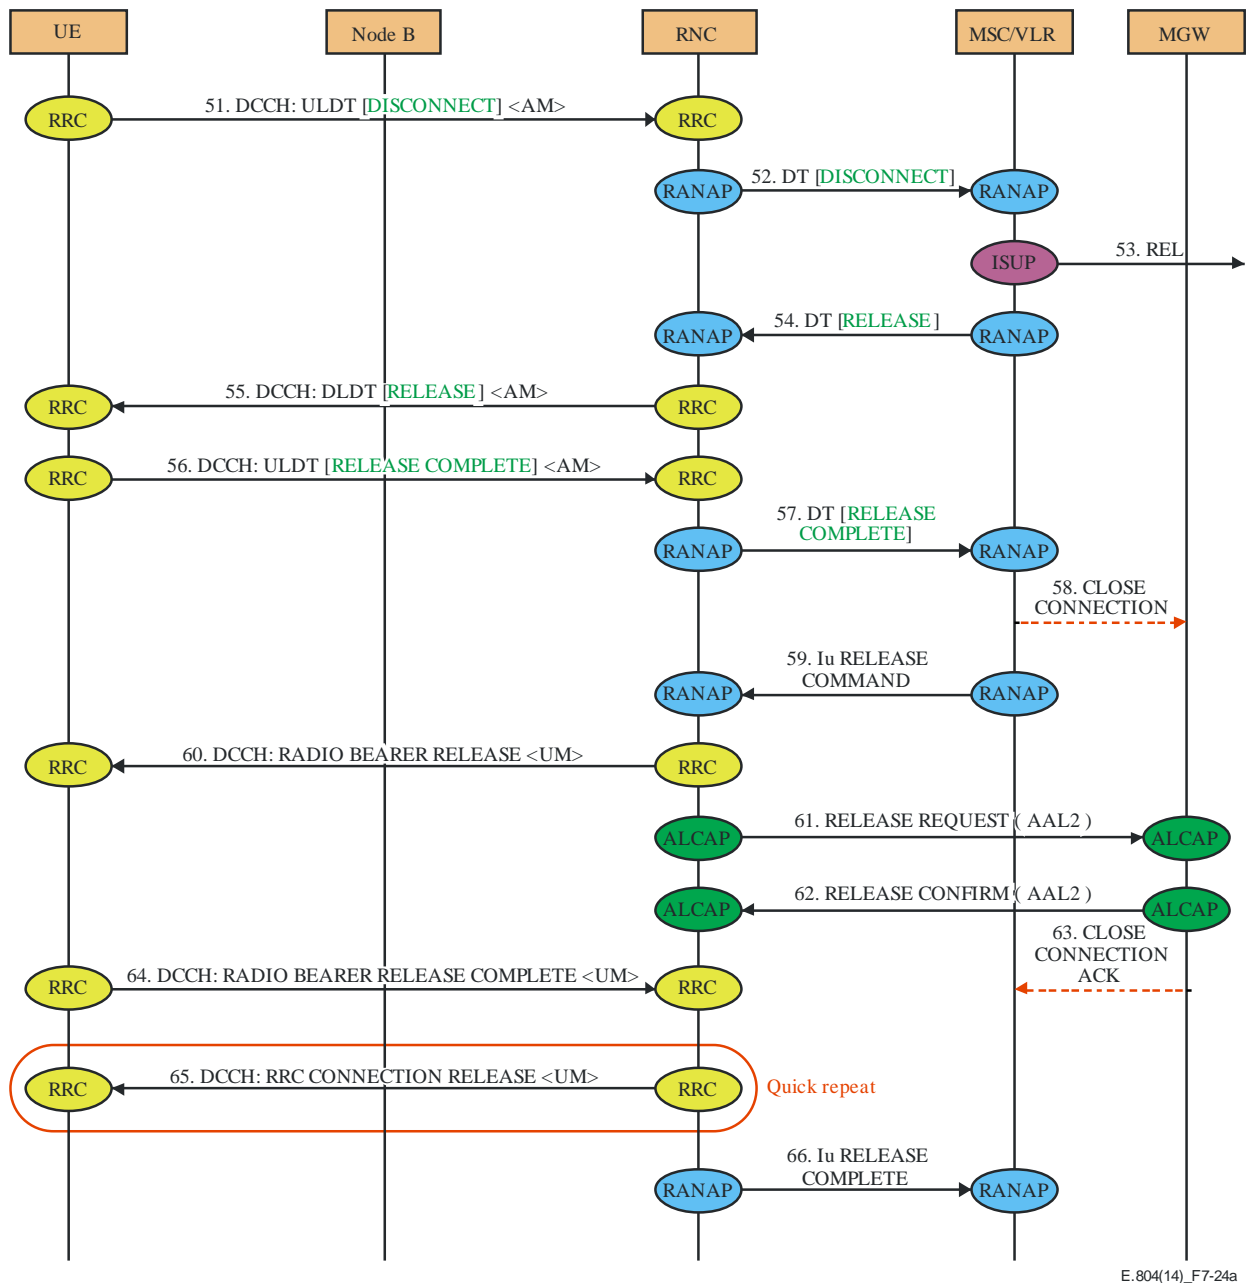 UE Node B RNC MSC/VLR MGW
51. DCCH: ULDT [DISCONNECT] <AM>
RRC RRC
52. DT [DISCONNECT]
RANAP RANAP
53. REL
ISUP
54. DT [RELEASE]
RANAP RANAP
55. DCCH: DLDT [RELEASE] <AM>
RRC RRC
56. DCCH: ULDT [RELEASE COMPLETE] <AM>
RRC RRC
57. DT [RELEASE
COMPLETE]
RANAP RANAP
58. CLOSE
CONNECTION
59. Iu RELEASE
COMMAND
RANAP RANAP
60. DCCH: RADIO BEARER RELEASE <UM>
RRC RRC
61. RELEASE REQUEST ( AAL2 )
ALCAP ALCAP
62. RELEASE CONFIRM ( AAL2 )
ALCAP ALCAP
63. CLOSE
CONNECTION
ACK
64. DCCH: RADIO BEARER RELEASE COMPLETE <UM>
RRC RRC
65. DCCH: RRC CONNECTION RELEASE <UM>
RRC RRC Quick repeat
66. Iu RELEASE
COMPLETE
RANAP RANAP
E.804(14)_F7-24a